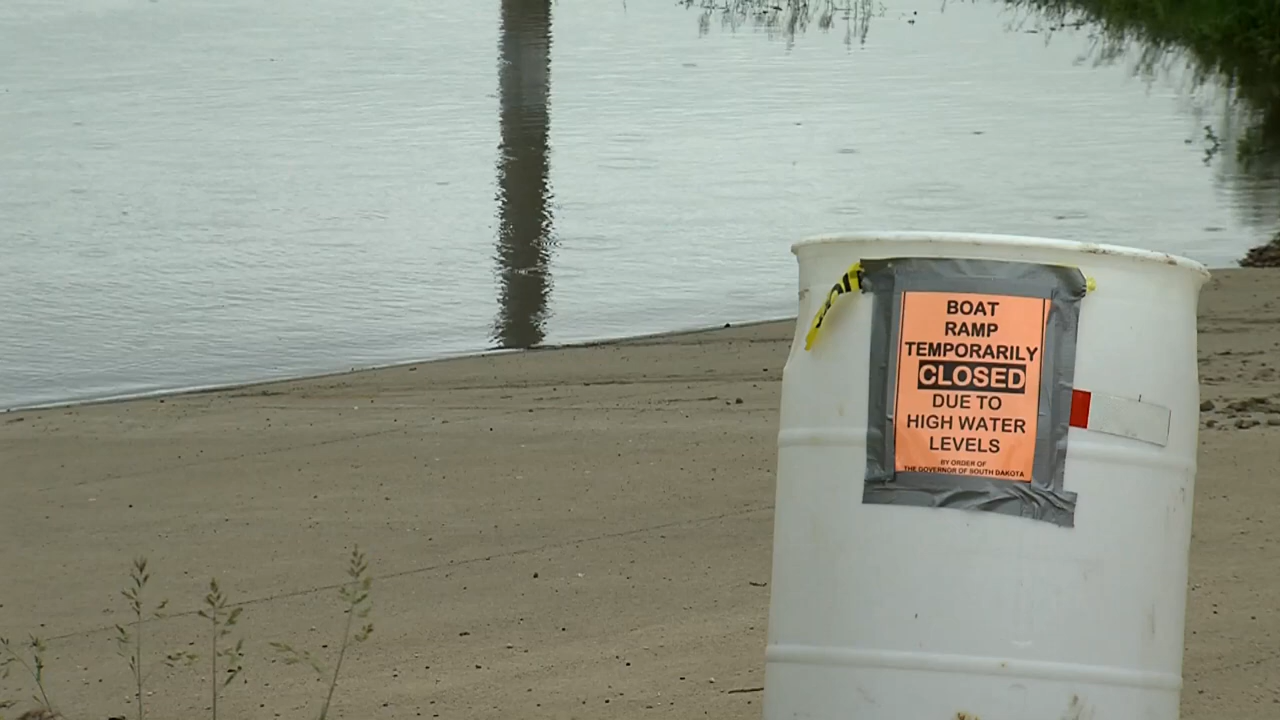 BOAT
RAMP
TEMPORARILY
CLOSED
DUE TO
HIGH WATER
LEVELS
BY ORDER OF
THE GOVERNOR OF SOUTH DAKOTA